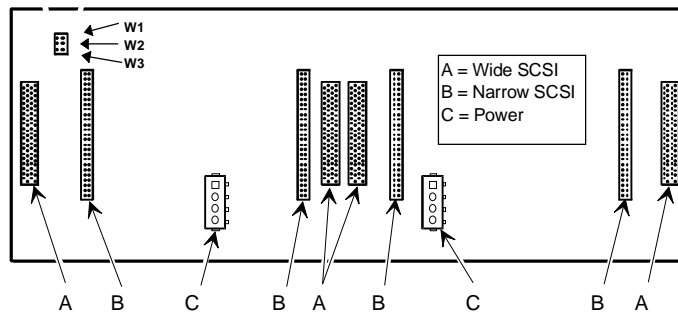 W1
W2
W3
A = Wide SCSI
B = Narrow SCSI
C = Power
A B C B A B C B A